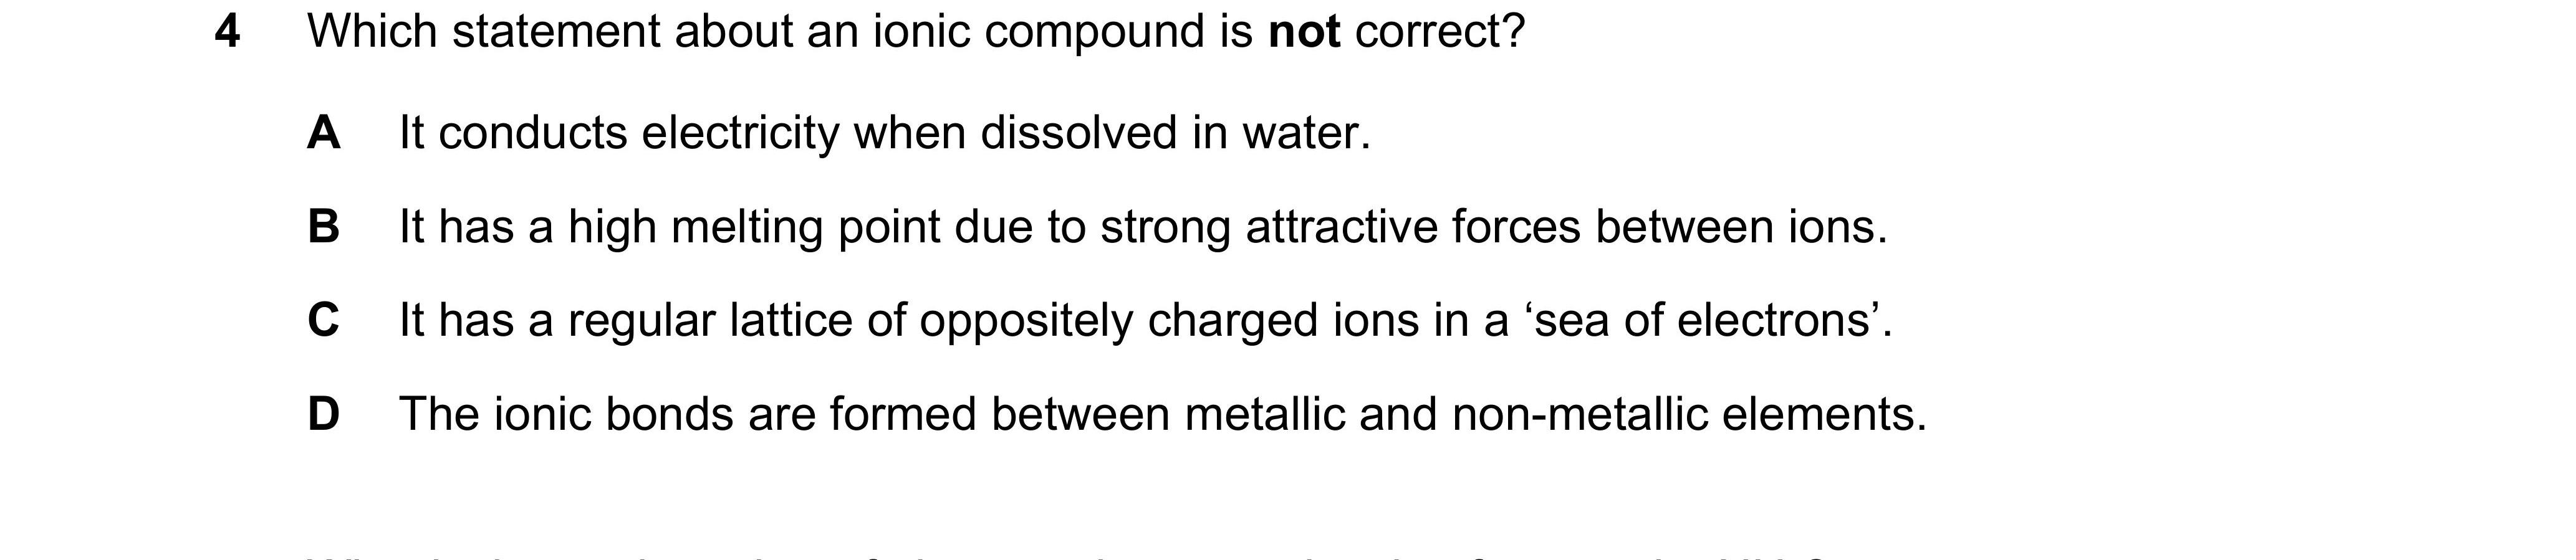 4 Which statement about an ionic compound is not correct?
A It conducts electricity when dissolved in water.
B It has a high melting point due to strong attractive forces between ions.
C It has a regular lattice of oppositely charged ions in a ‘sea of electrons’.
D The ionic bonds are formed between metallic and non-metallic elements.